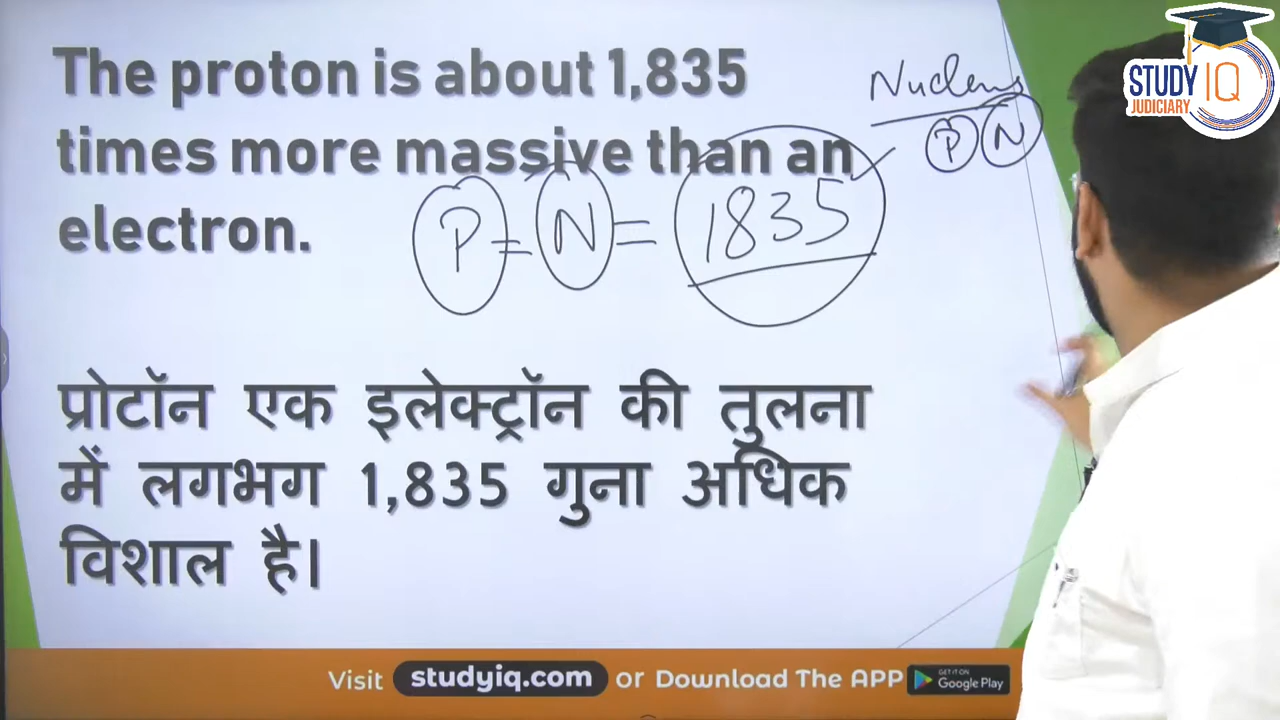 The proton is about 1,835
times more massive than an
electron.
Nucleus
P N
P = N = 1835
प्रोटॉन एक इलेक्ट्रॉन की तुलना
में लगभग 1,835 गुना अधिक
विशाल है।
STUDY IQ
JUDICIARY
Visit studyiq.com or Download The APP GET IT ON Google Play